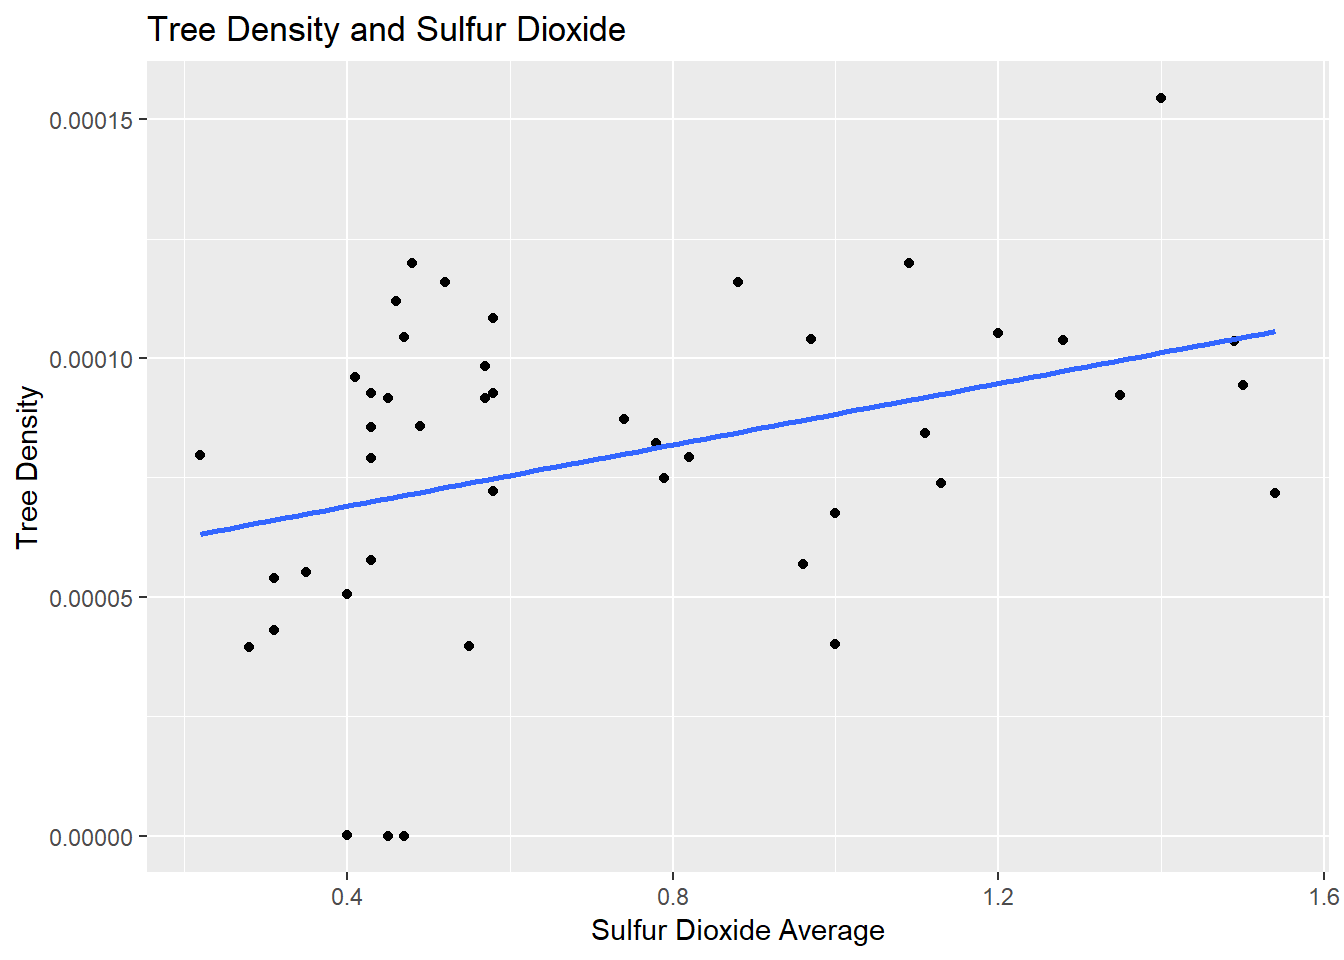 Tree Density and Sulfur Dioxide
0.00015
0.00010
0.00005
0.00000
Tree Density
0.4 0.8 1.2 1.6
Sulfur Dioxide Average